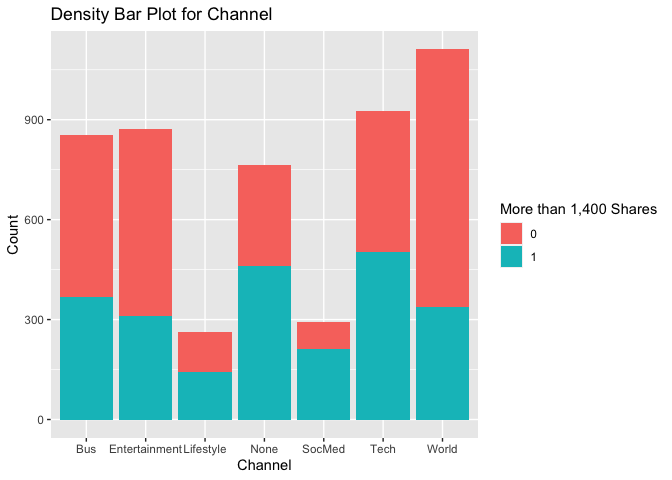 Density Bar Plot for Channel
Count
900
600
300
0
Bus Entertainment Lifestyle None SocMed Tech World
Channel
More than 1,400 Shares
0
1